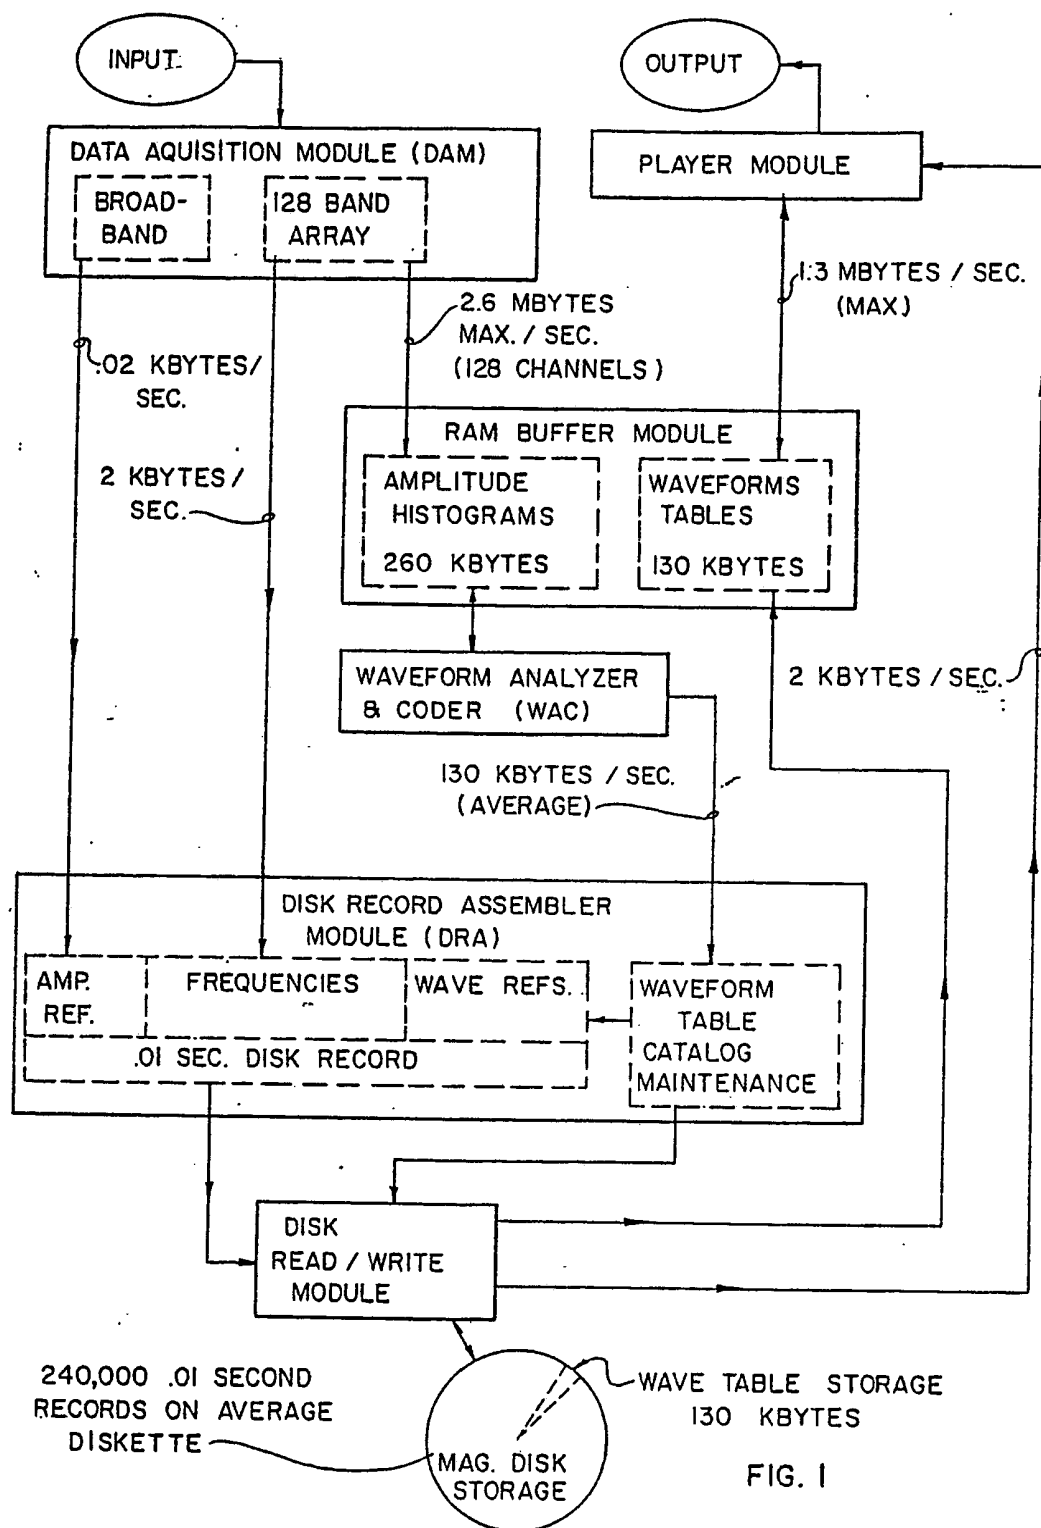 INPUT
OUTPUT
DATA AQUISITION MODULE (DAM)
BROAD-
BAND
128 BAND
ARRAY
PLAYER MODULE
1.3 MBYTES / SEC.
(MAX.)
2.6 MBYTES
MAX. / SEC.
(128 CHANNELS)
.02 KBYTES/
SEC.
2 KBYTES /
SEC.
RAM BUFFER MODULE
AMPLITUDE
HISTOGRAMS
260 KBYTES
WAVEFORMS
TABLES
130 KBYTES
WAVEFORM ANALYZER
& CODER (WAC)
2 KBYTES / SEC.
130 KBYTES / SEC.
(AVERAGE)
DISK RECORD ASSEMBLER
MODULE (DRA)
AMP.
REF.
FREQUENCIES
WAVE REFS.
.01 SEC. DISK RECORD
WAVEFORM
TABLE
CATALOG
MAINTENANCE
DISK
READ / WRITE
MODULE
240,000 .01 SECOND
RECORDS ON AVERAGE
DISKETTE
WAVE TABLE STORAGE
130 KBYTES
MAG. DISK
STORAGE
FIG. 1